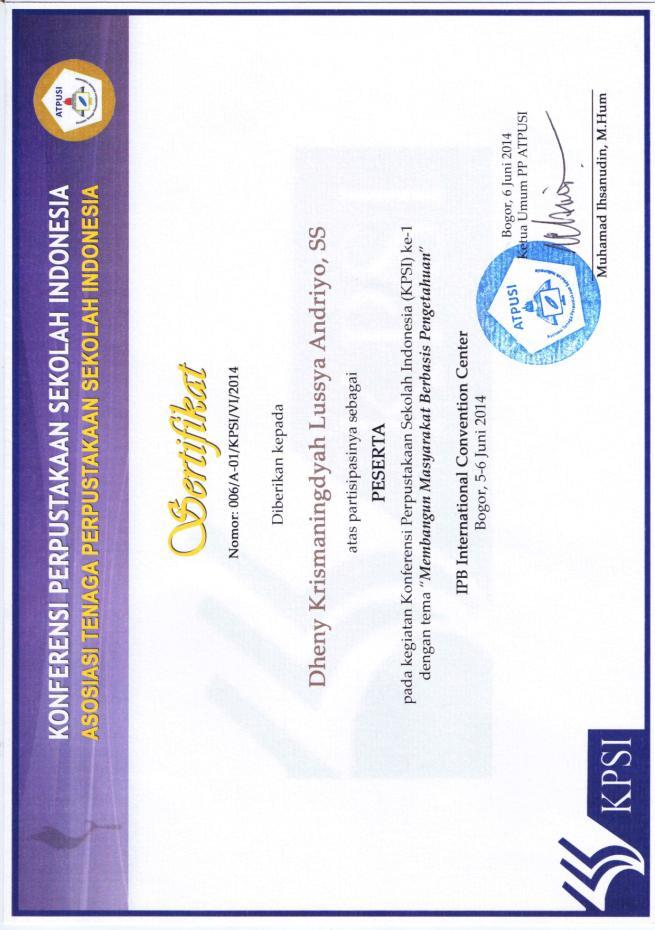 KONFERENSI PERPUSTAKAAN SEKOLAH INDONESIA
ASOSIASI TENAGA PERPUSTAKAAN SEKOLAH INDONESIA
ATPUSI
Sertifikat
Nomor: 006/A-01/KPSI/VI/2014
Diberikan kepada
Dheny Krismaningdyah Lussya Andriyo, SS
atas partisipasinya sebagai
PESERTA
pada kegiatan Konferensi Perpustakaan Sekolah Indonesia (KPSI) ke-1
dengan tema "Membangun Masyarakat Berbasis Pengetahuan"
IPB International Convention Center
Bogor, 5-6 Juni 2014
Bogor, 6 Juni 2014
Ketua Umum PP ATPUSI
ATPUSI
Muhamad Ihsanudin, M.Hum
KPSI